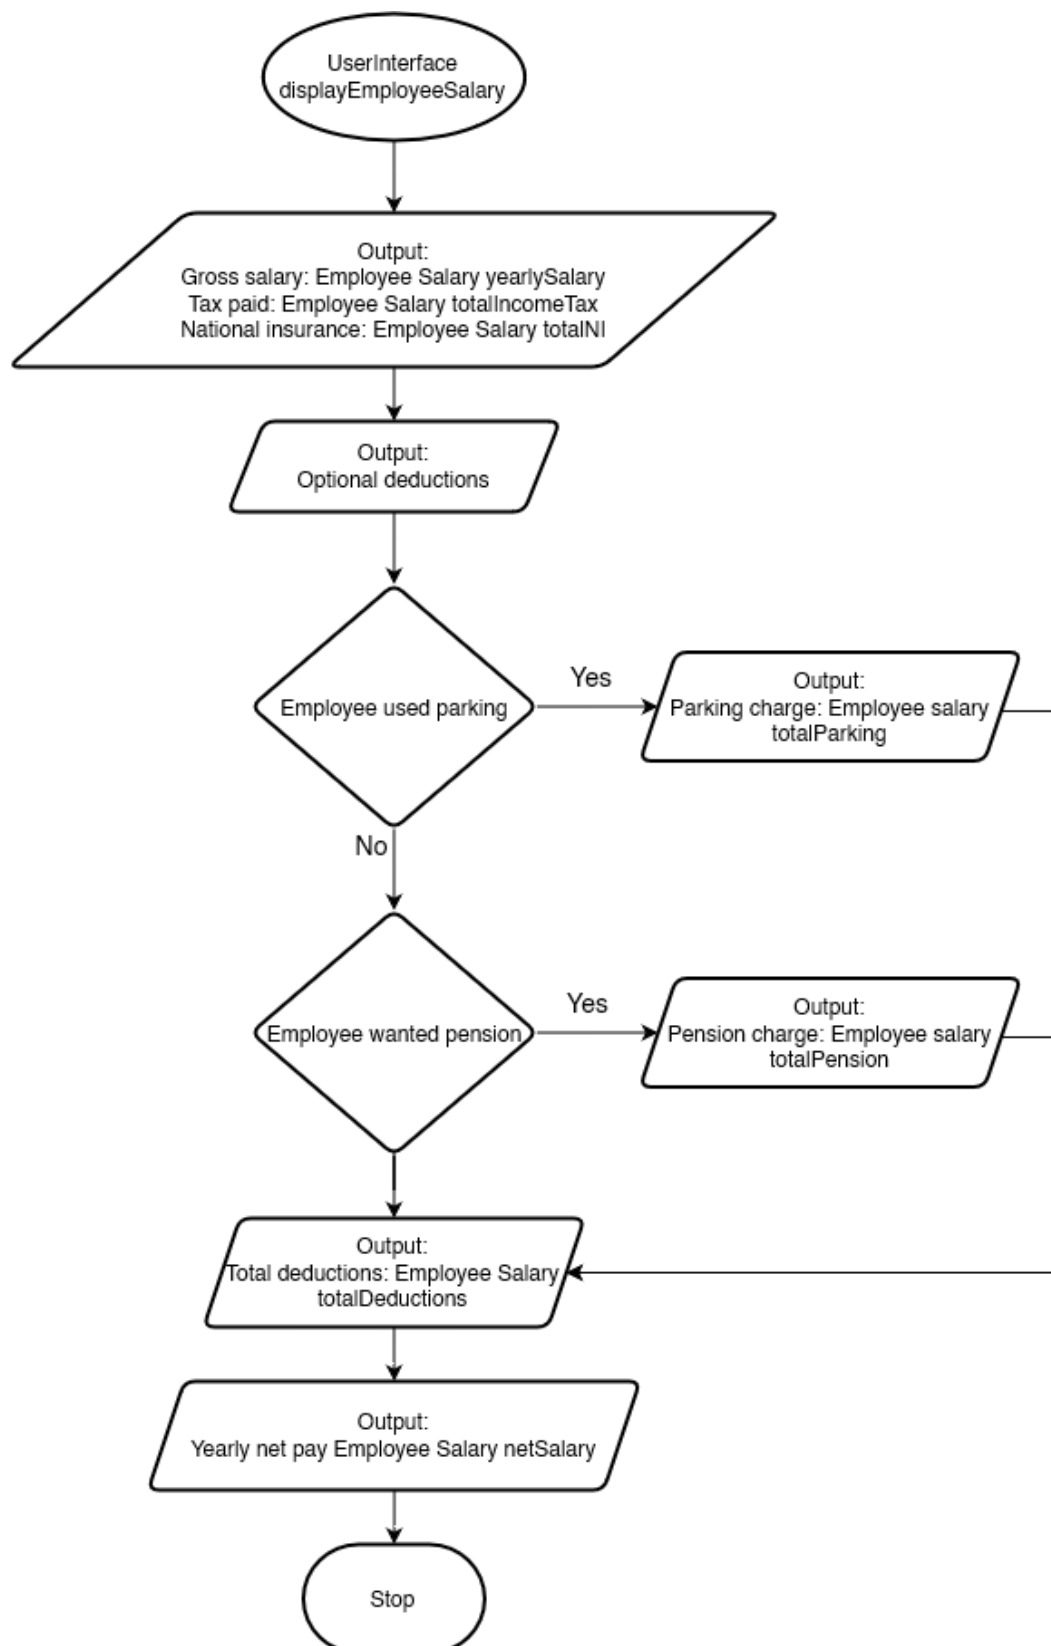 UserInterface
displayEmployeeSalary
Output:
Gross salary: Employee Salary yearlySalary
Tax paid: Employee Salary totalIncomeTax
National insurance: Employee Salary totalNI
Output:
Optional deductions
Employee used parking
Yes
Output:
Parking charge: Employee salary
totalParking
No
Employee wanted pension
Yes
Output:
Pension charge: Employee salary
totalPension
Output:
Total deductions: Employee Salary
totalDeductions
Output:
Yearly net pay Employee Salary netSalary
Stop